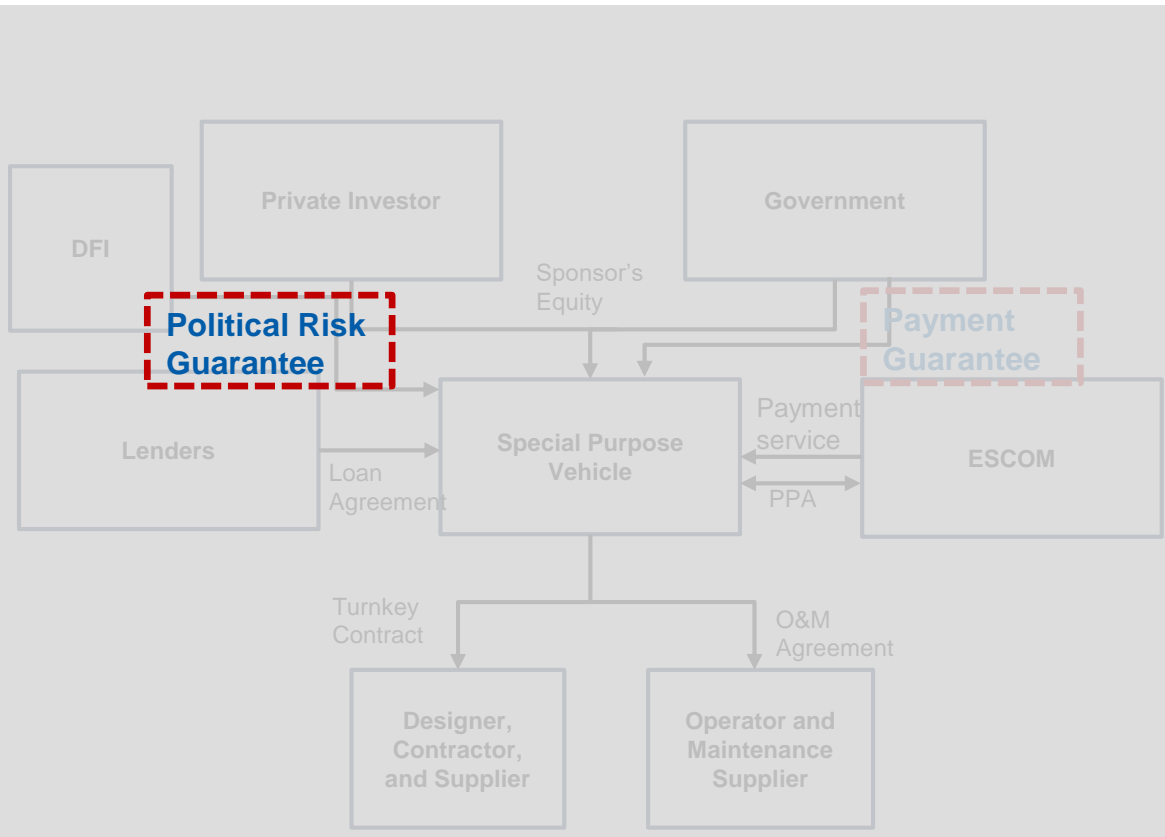 Private Investor
Government
DFI
Sponsor’s
Equity
Political Risk
Guarantee
Payment
Guarantee
Lenders
Loan
Agreement
Special Purpose
Vehicle
Payment
service
PPA
ESCOM
Turnkey
Contract
O&M
Agreement
Designer,
Contractor,
and Supplier
Operator and
Maintenance
Supplier